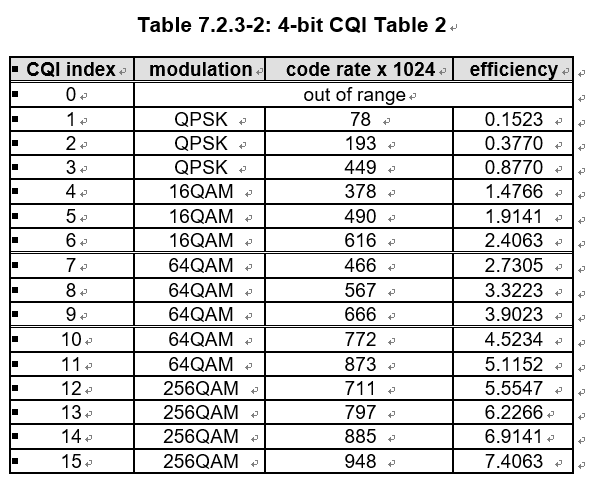 Table 7.2.3-2: 4-bit CQI Table 2
CQI index modulation code rate x 1024 efficiency
0 out of range
1 QPSK 78 0.1523
2 QPSK 193 0.3770
3 QPSK 449 0.8770
4 16QAM 378 1.4766
5 16QAM 490 1.9141
6 16QAM 616 2.4063
7 64QAM 466 2.7305
8 64QAM 567 3.3223
9 64QAM 666 3.9023
10 64QAM 772 4.5234
11 64QAM 873 5.1152
12 256QAM 711 5.5547
13 256QAM 797 6.2266
14 256QAM 885 6.9141
15 256QAM 948 7.4063